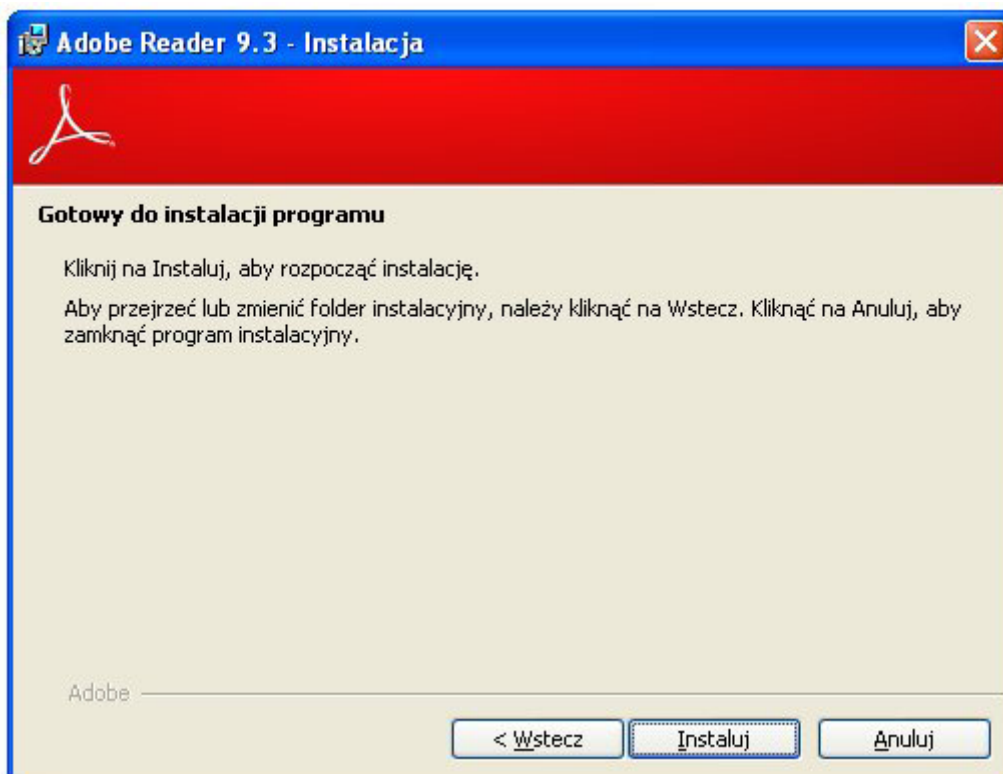 Adobe Reader 9.3 - Instalacja
Gotowy do instalacji programu
Kliknij na Instaluj, aby rozpocząć instalację.
Aby przejrzeć lub zmienić folder instalacyjny, należy kliknąć na Wstecz. Kliknąć na Anuluj, aby
zamknąć program instalacyjny.
Adobe
< Wstecz Instaluj Anuluj